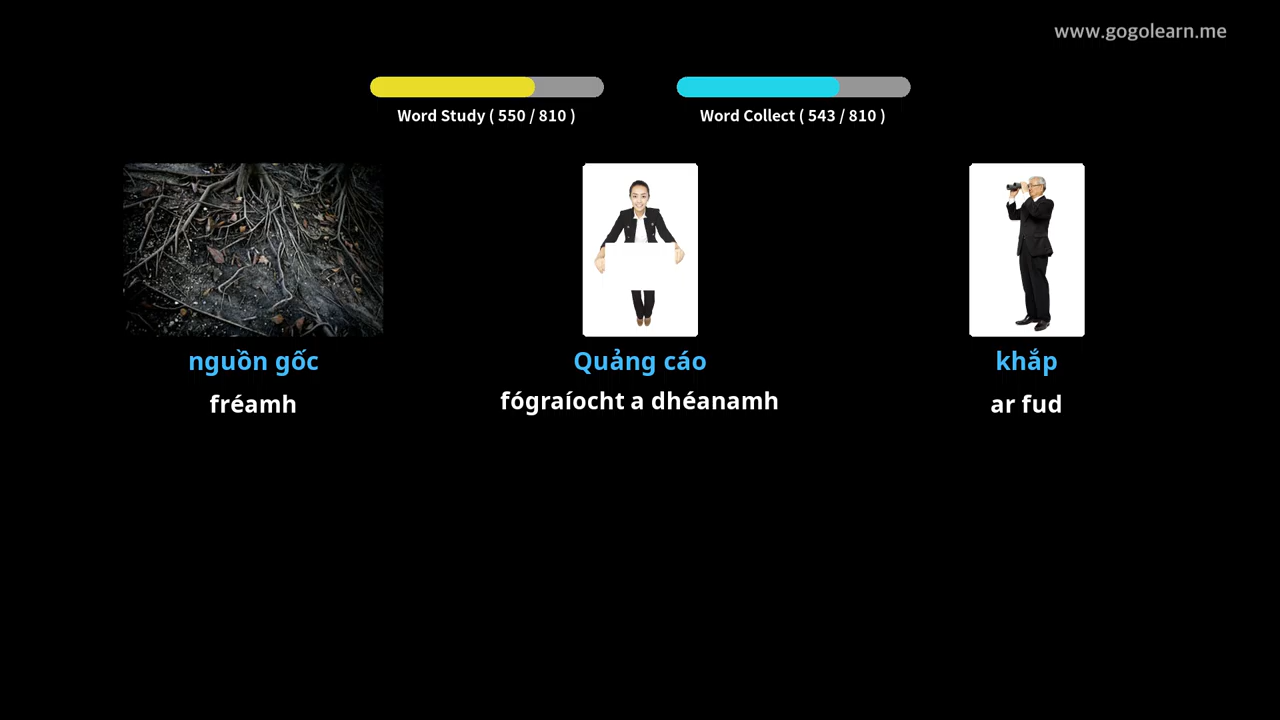 www.gogolearn.me
Word Study ( 550 / 810 )
Word Collect ( 543 / 810 )
nguồn gốc
fréamh
Quảng cáo
fógraíocht a dhéanamh
khắp
ar fud